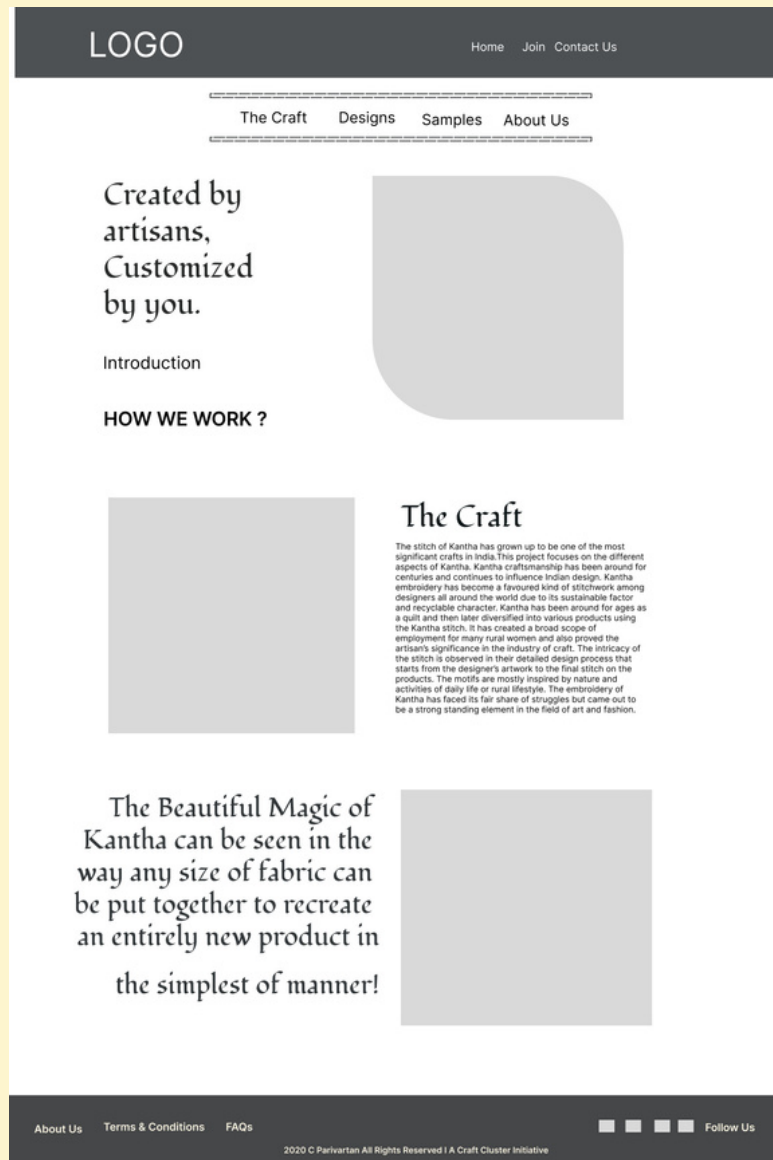 LOGO
Home Join Contact Us
The Craft Designs Samples About Us
Created by
artisans,
Customized
by you.
Introduction
HOW WE WORK ?
The Craft
The stitch of Kantha has grown up to be one of the most
significant crafts in India.This project focuses on the different
aspects of Kantha. Kantha craftsmanship has been around for
centuries and continues to influence Indian design. Kantha
embroidery has become a favoured kind of stitchwork among
designers all around the world due to its sustainable factor
and recyclable character. Kantha has been around for ages as
a quilt and then later diversified into various products using
the Kantha stitch. It has created a broad scope of
employment for many rural women and also proved the
artisan's significance in the industry of craft. The intricacy of
the stitch is observed in their detailed design process that
starts from the designer's artwork to the final stitch on the
products. The motifs are mostly inspired by nature and
activities of daily life or rural lifestyle. The embroidery of
Kantha has faced its fair share of struggles but came out to
be a strong standing element in the field of art and fashion.
The Beautiful Magic of
Kantha can be seen in the
way any size of fabric can
be put together to recreate
an entirely new product in
the simplest of manner!
About Us Terms & Conditions FAQs Follow Us
2020 C Parivartan All Rights Reserved I A Craft Cluster Initiative